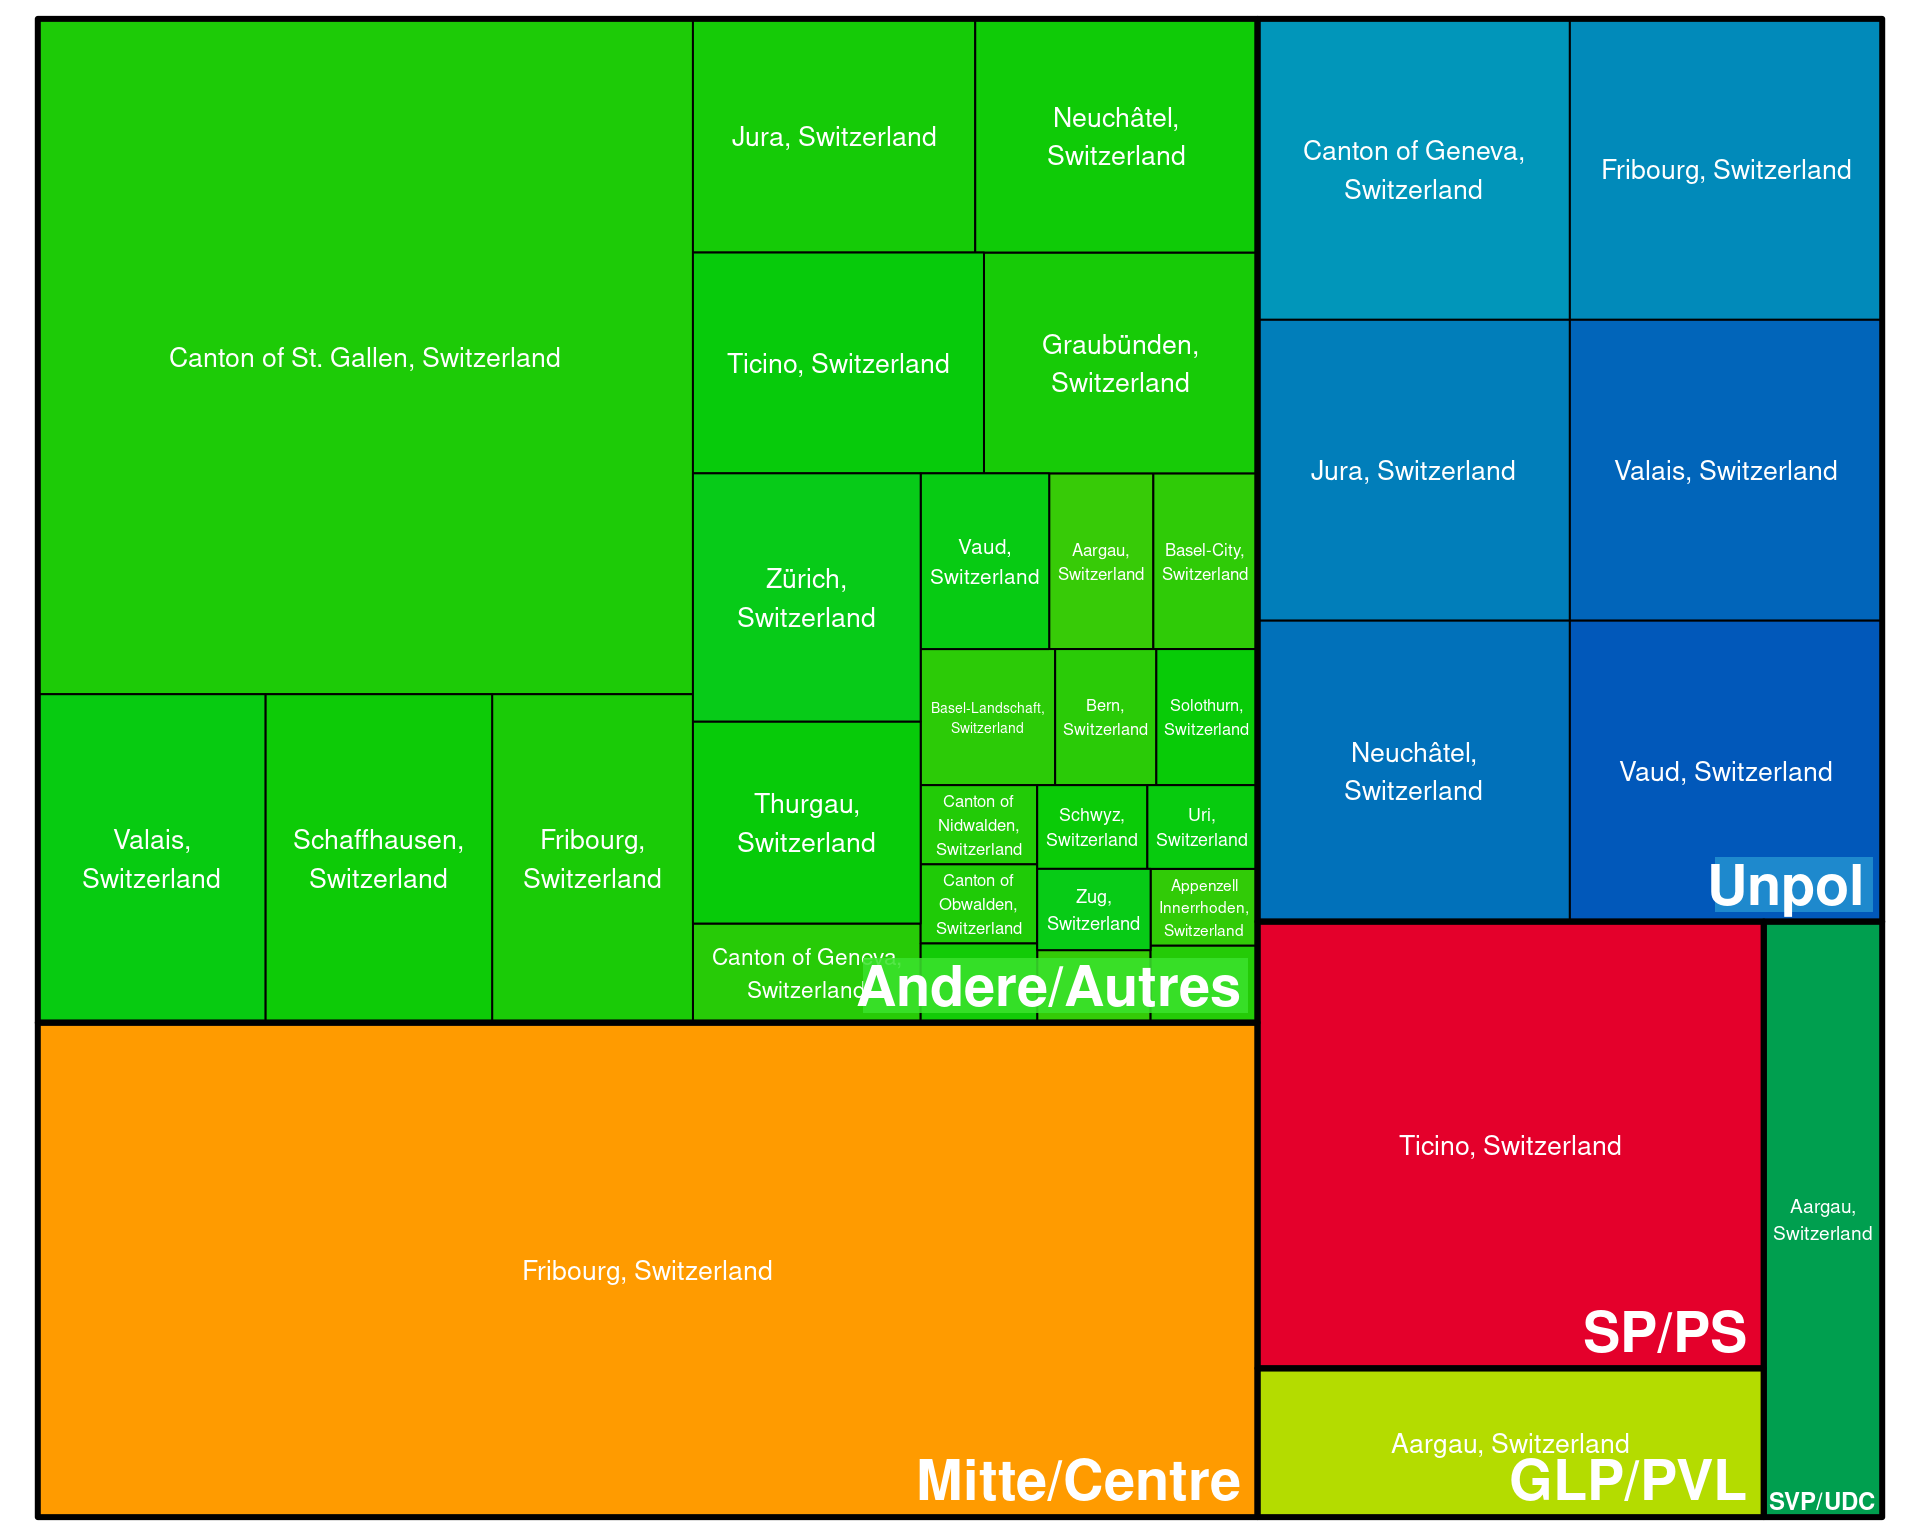 Canton of St. Gallen, Switzerland
Jura, Switzerland
Neuchâtel,
Switzerland
Ticino, Switzerland
Graubünden,
Switzerland
Zürich,
Switzerland
Vaud,
Switzerland
Aargau,
Switzerland
Basel-City,
Switzerland
Basel-Landschaft,
Switzerland
Bern,
Switzerland
Solothurn,
Switzerland
Valais,
Switzerland
Schaffhausen,
Switzerland
Fribourg,
Switzerland
Thurgau,
Switzerland
Canton of
Nidwalden,
Switzerland
Schwyz,
Switzerland
Uri,
Switzerland
Canton of
Obwalden,
Switzerland
Zug,
Switzerland
Appenzell
Innerrhoden,
Switzerland
Canton of Geneva,
Switzerland
Andere/Autres
Canton of Geneva,
Switzerland
Fribourg, Switzerland
Jura, Switzerland
Valais, Switzerland
Neuchâtel,
Switzerland
Vaud, Switzerland
Unpol
Fribourg, Switzerland
Mitte/Centre
Ticino, Switzerland
SP/PS
Aargau,
Switzerland
SVP/UDC
Aargau, Switzerland
GLP/PVL